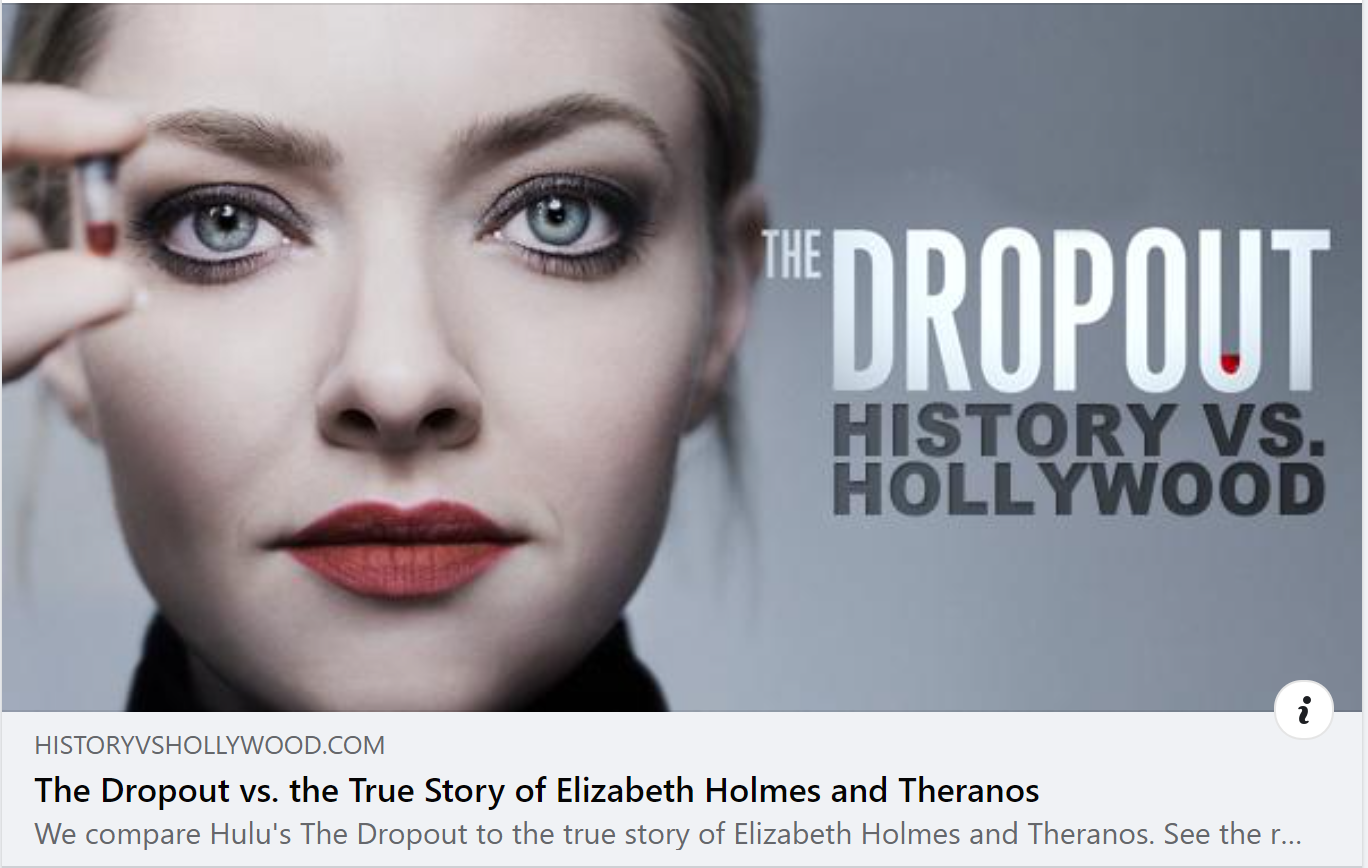 THE DROPOUT
HISTORY VS.
HOLLYWOOD
i
HISTORYVSHOLLYWOOD.COM
The Dropout vs. the True Story of Elizabeth Holmes and Theranos
We compare Hulu's The Dropout to the true story of Elizabeth Holmes and Theranos. See the r...